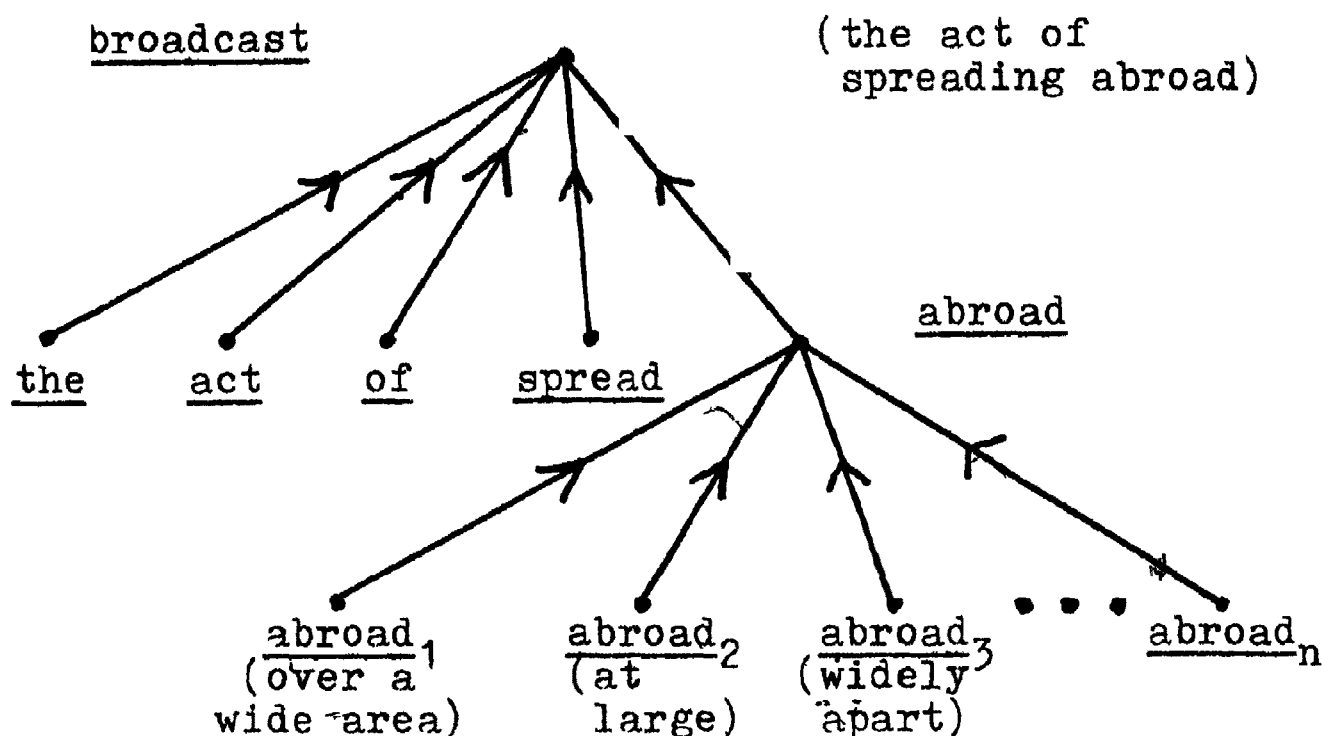 broadcast
(the act of
spreading abroad)
abroad
the act of spread
abroad1 abroad2 abroad3 abroadn
(over a (at (widely
wide area) large) apart)